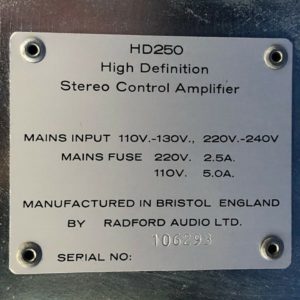 HD250
High Definition
Stereo Control Amplifier
MAINS INPUT 110V.-130V., 220V.-240V
MAINS FUSE 220V. 2.5A.
110V. 5.0A.
MANUFACTURED IN BRISTOL ENGLAND
BY RADFORD AUDIO LTD.
106293
SERIAL NO: